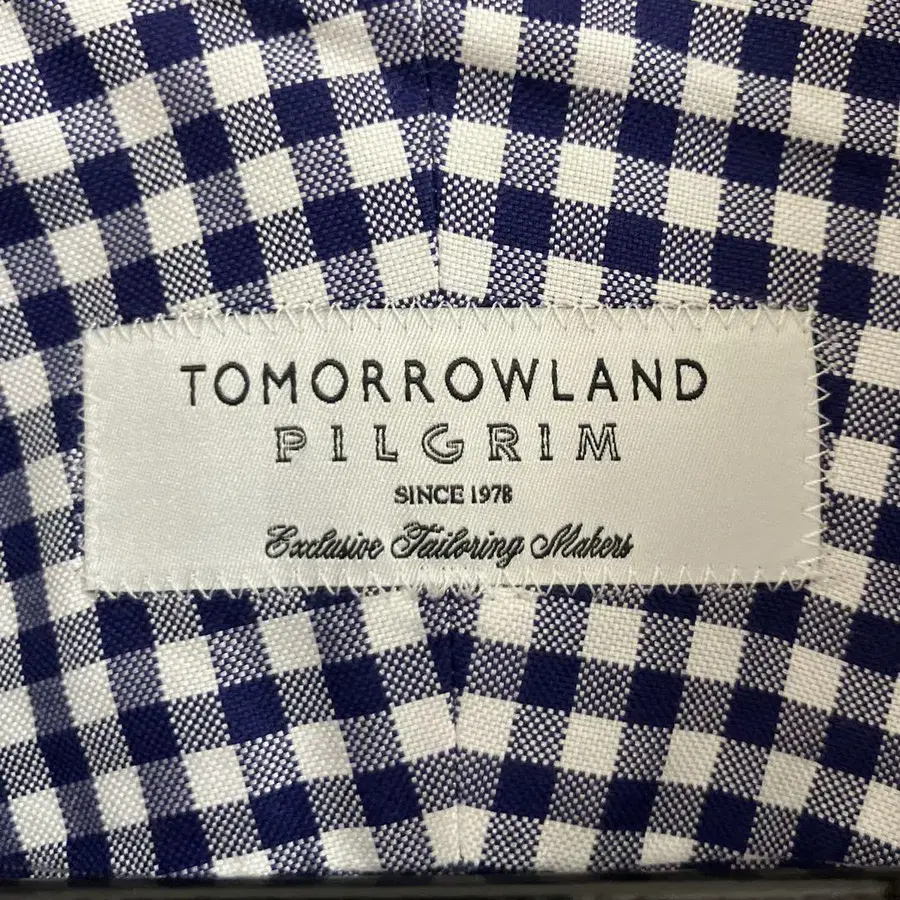 TOMORROWLAND
PILGRIM
SINCE 1978
Exclusive Tailoring Makers